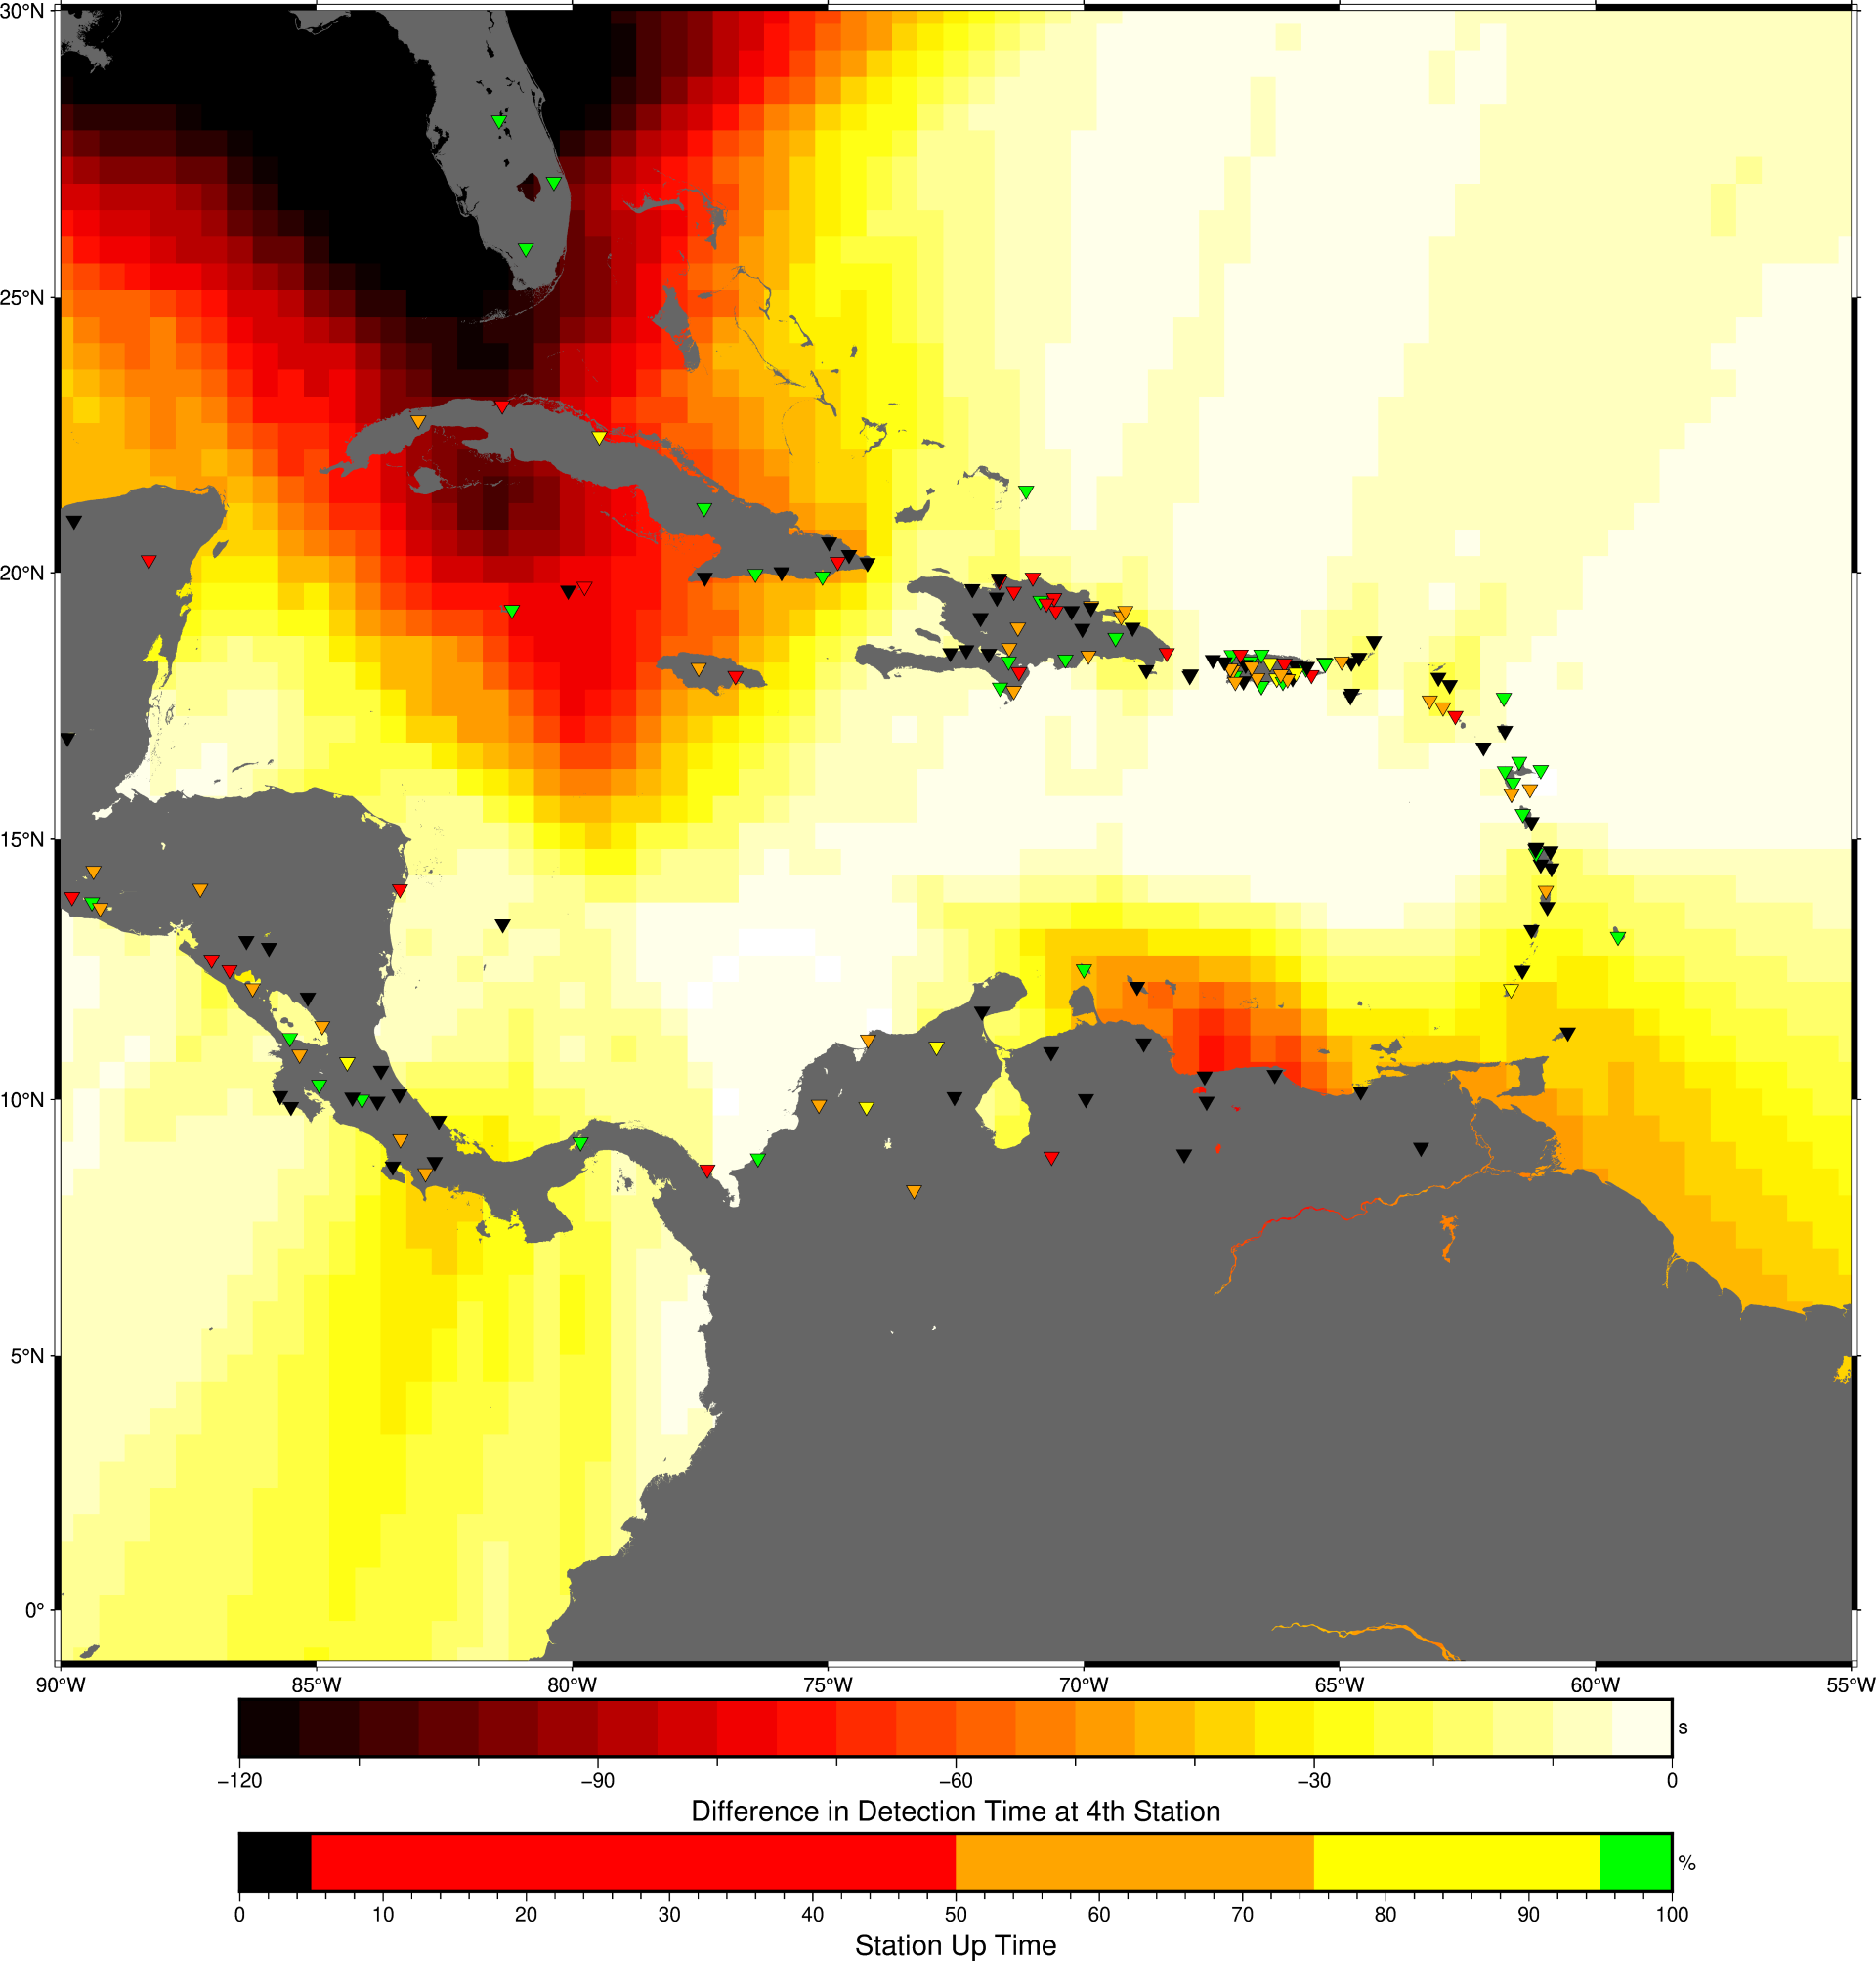 30°N
25°N
20°N
15°N
10°N
5°N
0°
90°W 85°W 80°W 75°W 70°W 65°W 60°W 55°W
s
−120 −90 −60 −30 0
Difference in Detection Time at 4th Station
%
0 10 20 30 40 50 60 70 80 90 100
Station Up Time